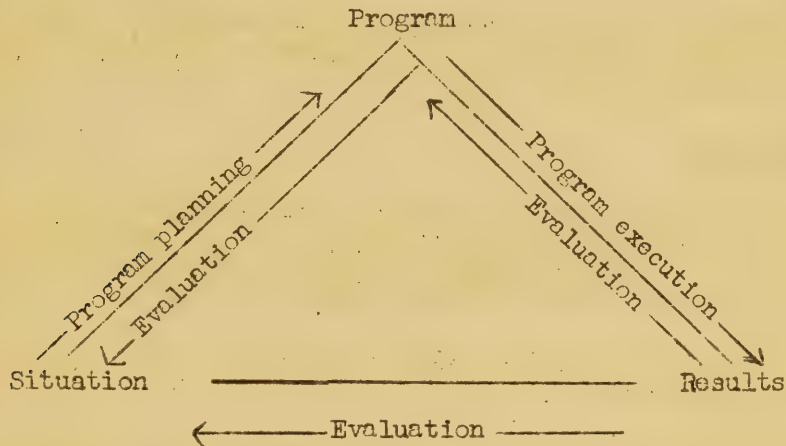 Program
Program planning
Evaluation
Program execution
Evaluation
Situation
Results
Evaluation